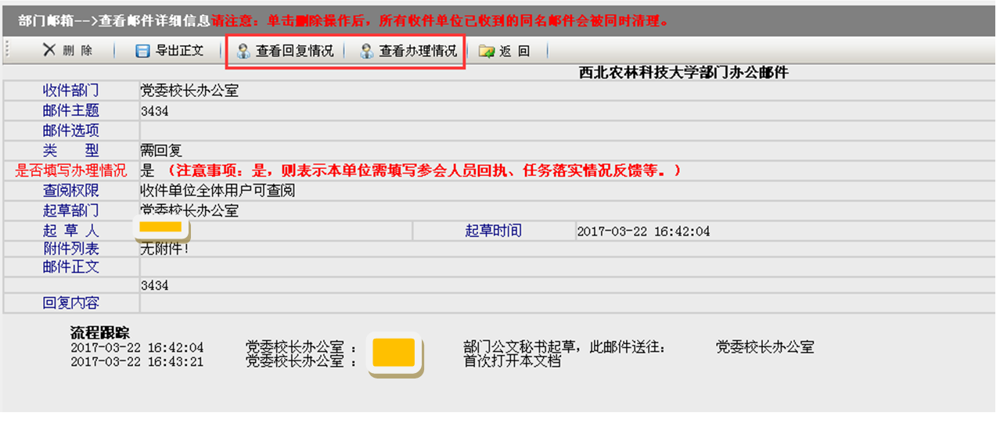 部门邮箱-->查看邮件详细信息请注意：单击删除操作后，所有收件单位已收到的同名邮件会被同时清理。
删 除 导出正文 查看回复情况 查看办理情况 返 回
西北农林科技大学部门办公邮件
收件部门 党委校长办公室
邮件主题 3434
邮件选项
类 型 需回复
是否填写办理情况 是 （注意事项：是，则表示本单位需填写参会人员回执、任务落实情况反馈等。）
查阅权限 收件单位全体用户可查阅
起草部门 党委校长办公室
起 草 人 起草时间 2017-03-22 16:42:04
附件列表 无附件!
邮件正文
3434
回复内容
流程跟踪
2017-03-22 16:42:04 党委校长办公室 ： 部门公文秘书起草，此邮件送往： 党委校长办公室
2017-03-22 16:43:21 党委校长办公室 ： 首次打开本文档